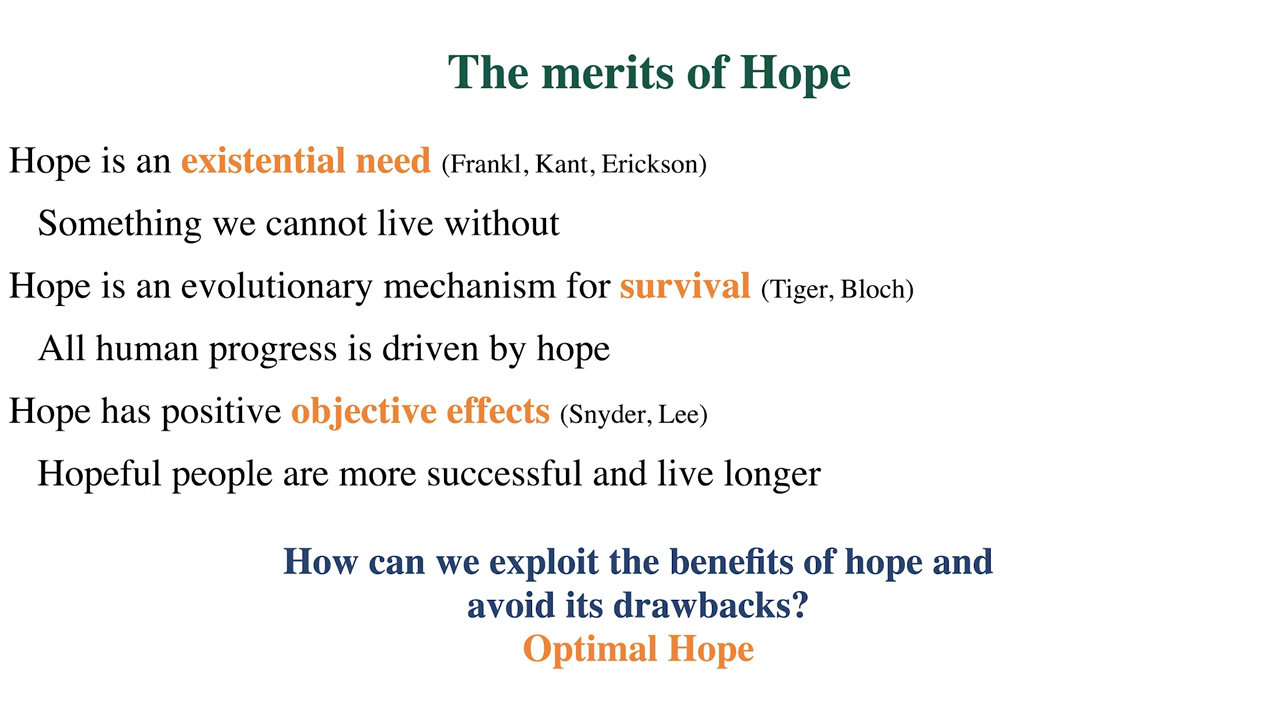 The merits of Hope
Hope is an existential need (Frankl, Kant, Erickson)
Something we cannot live without
Hope is an evolutionary mechanism for survival (Tiger, Bloch)
All human progress is driven by hope
Hope has positive objective effects (Snyder, Lee)
Hopeful people are more successful and live longer
How can we exploit the benefits of hope and
avoid its drawbacks?
Optimal Hope